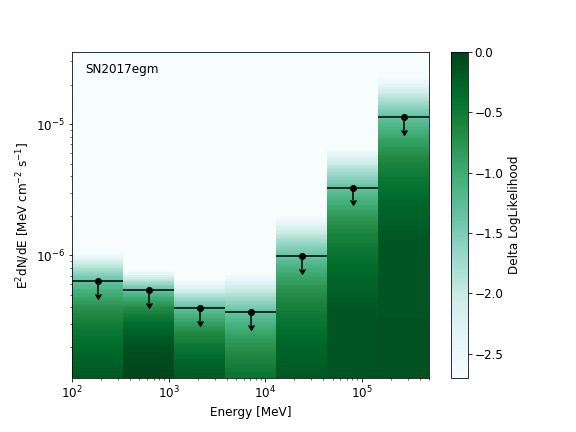 SN2017egm
10⁻⁵
10⁻⁶
E²dN/dE [MeV cm⁻² s⁻¹]
10² 10³ 10⁴ 10⁵
Energy [MeV]
0.0
−0.5
−1.0
−1.5
−2.0
−2.5
Delta LogLikelihood